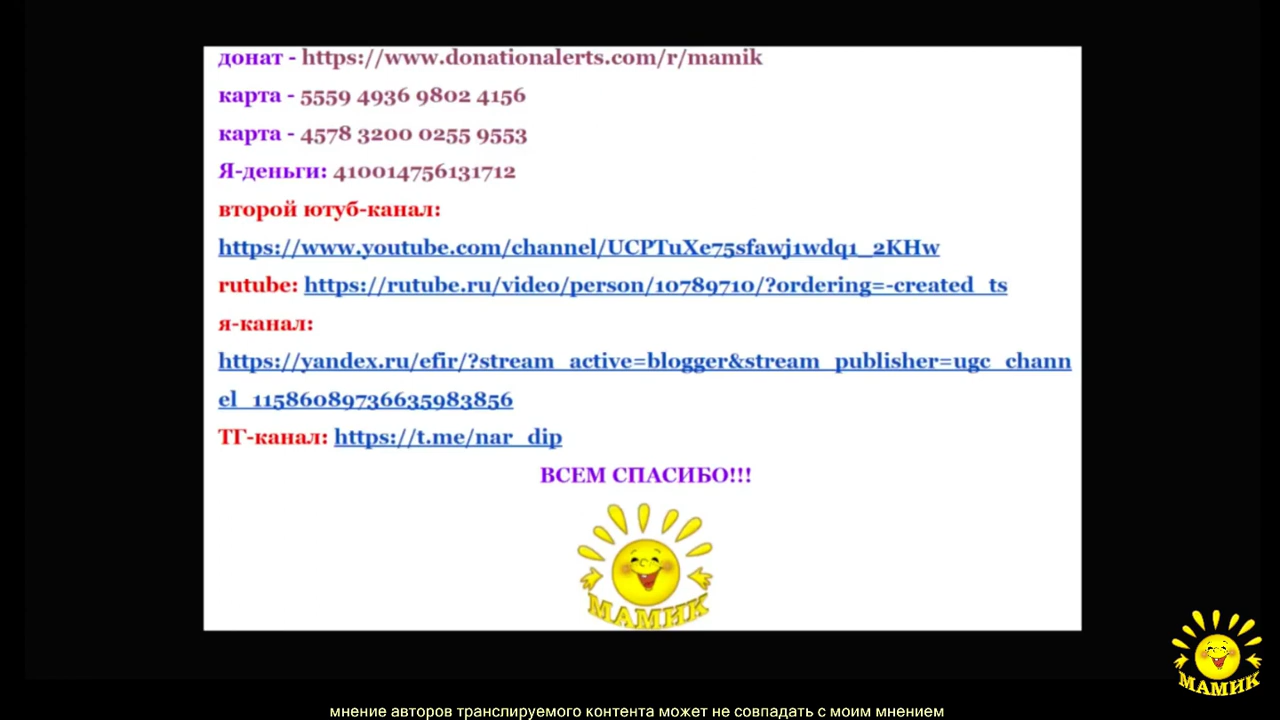 донат - https://www.donationalerts.com/r/mamik
карта - 5559 4936 9802 4156
карта - 4578 3200 0255 9553
Я-деньги: 410014756131712
второй ютуб-канал:
https://www.youtube.com/channel/UCPTuXe75sfawj1wdq1_2KHw
rutube: https://rutube.ru/video/person/10789710/?ordering=-created_ts
я-канал:
https://yandex.ru/efir/?stream_active=blogger&stream_publisher=ugc_chann
el_11586089736635983856
ТГ-канал: https://t.me/nar_dip
ВСЕМ СПАСИБО!!!
МАМИК
МАМИК
мнение авторов транслируемого контента может не совпадать с моим мнением